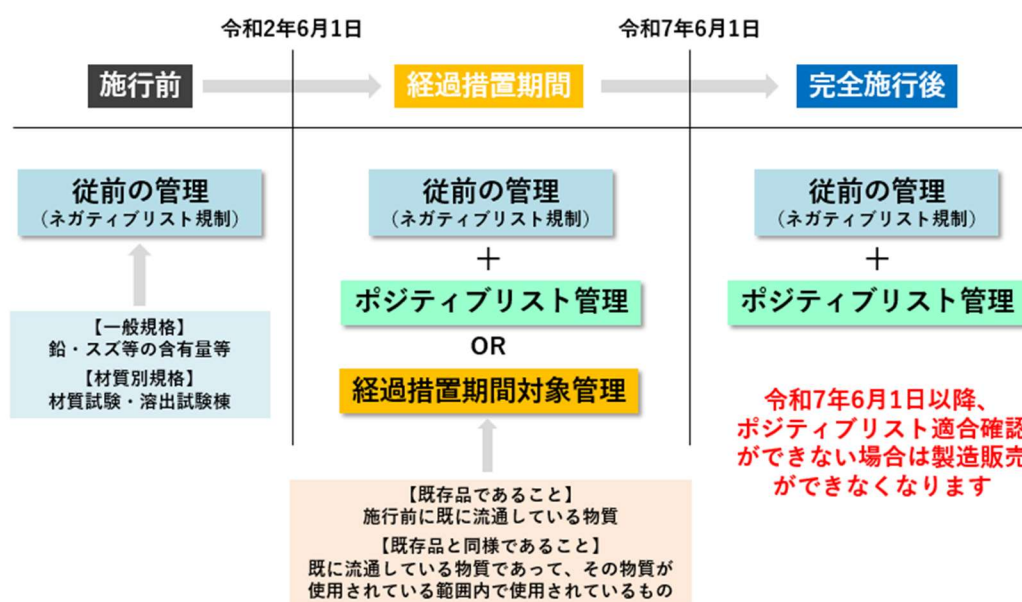 令和2年6月1日
令和7年6月1日
施行前
経過措置期間
完全施行後
従前の管理
(ネガティブリスト規制)
【一般規格】
鉛・スズ等の含有量等
【材質別規格】
材質試験・溶出試験棟
従前の管理
(ネガティブリスト規制)
+
ポジティブリスト管理
OR
経過措置期間対象管理
【既存品であること】
施行前に既に流通している物質
【既存品と同様であること】
既に流通している物質であって、その物質が
使用されている範囲内で使用されているもの
従前の管理
(ネガティブリスト規制)
+
ポジティブリスト管理
令和7年6月1日以降、
ポジティブリスト適合確認
ができない場合は製造販売
ができなくなります